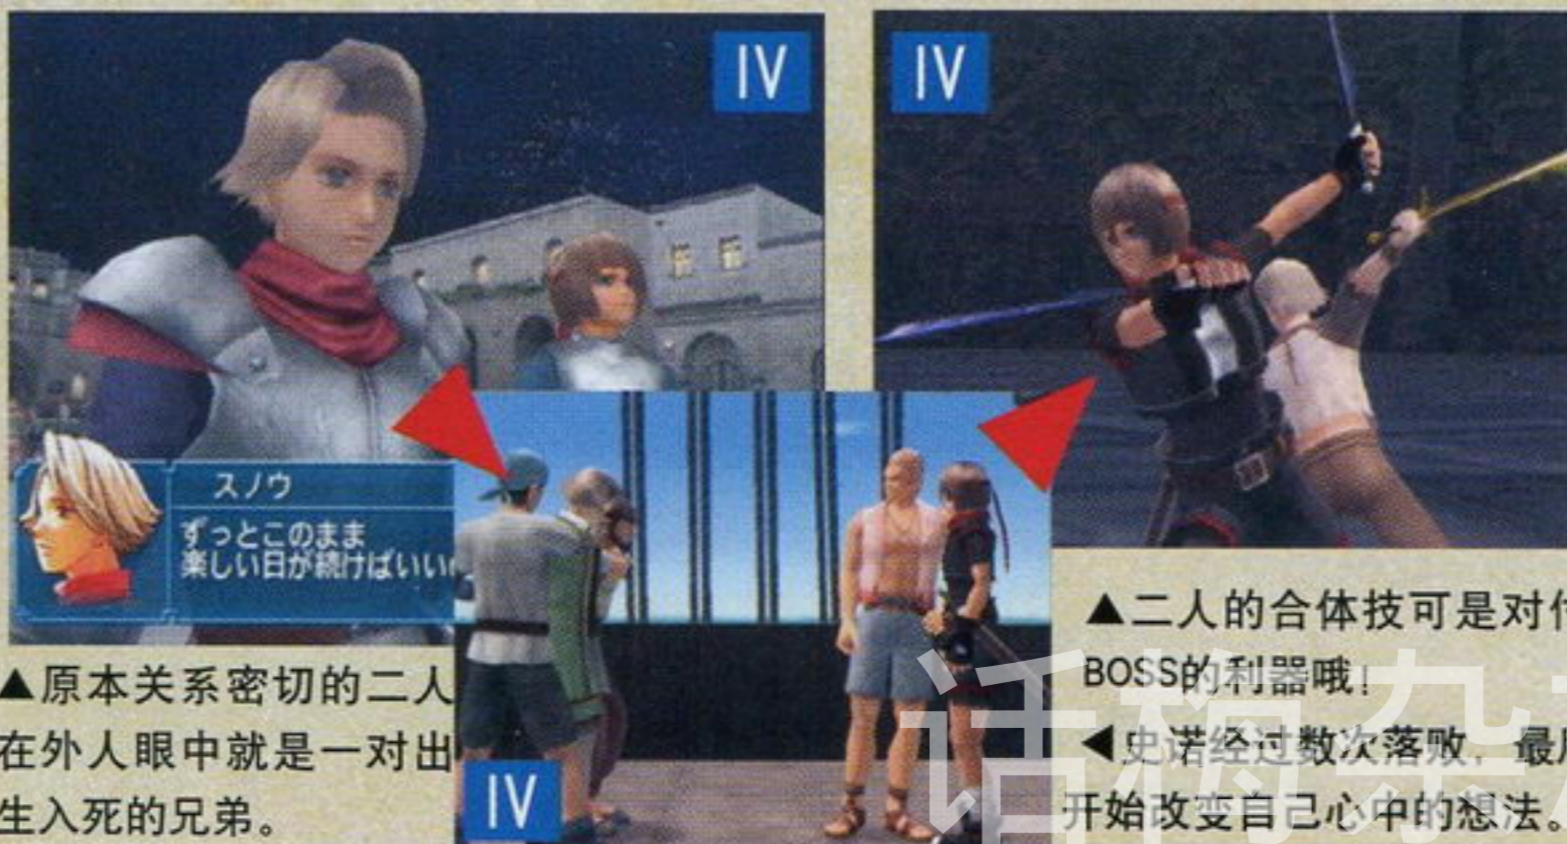 IV
IV
スノウ
ずっとこのまま
楽しい日が続けばいい
▲原本关系密切的二人
在外人眼中就是一对出
生入死的兄弟。
IV
▲二人的合体技可是对
BOSS的利器哦！
◀史诺经过数次落败，最
开始改变自己心中的想法。
话梅杂